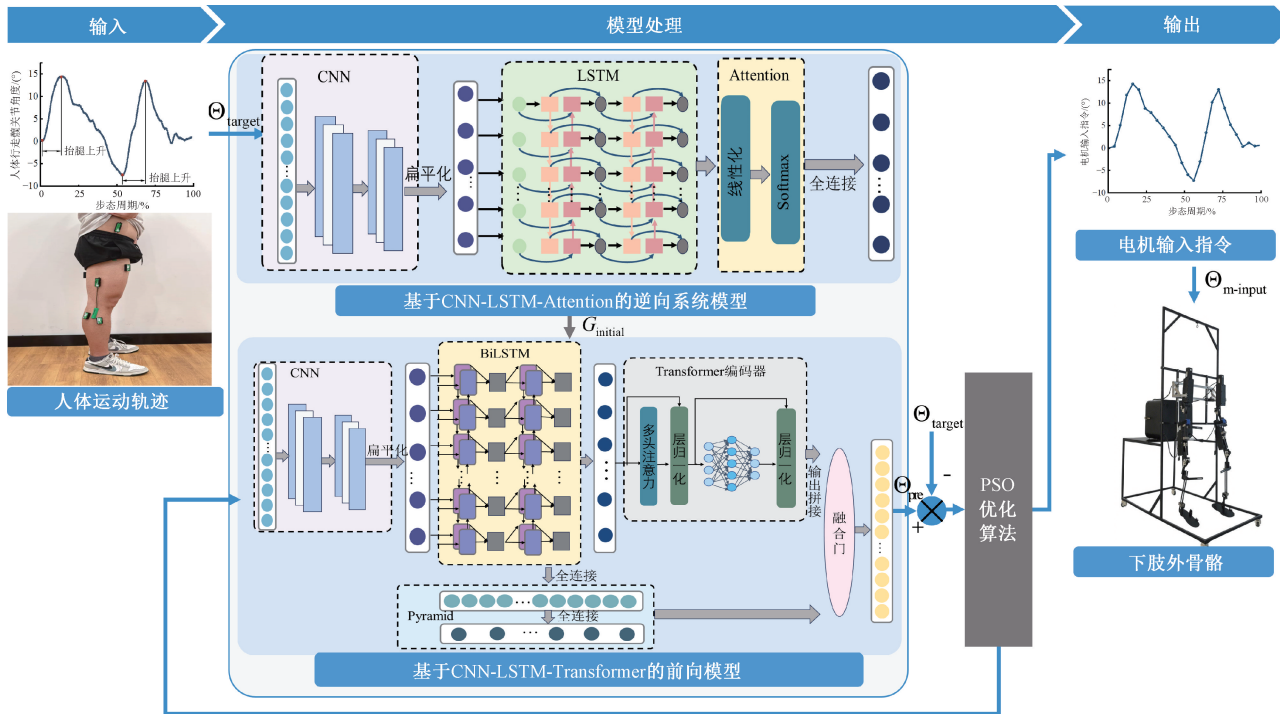 输入
模型处理
输出
人体行走髋关节角度/(°)
15
10
5
0
−5
−10
0
50
25
75
100
抬腿上升
抬腿上升
步态周期/%
人体运动轨迹
Θtarget
CNN
扁平化
LSTM
Attention
线性化
Softmax
全连接
基于CNN-LSTM-Attention的逆向系统模型
Ginitial
CNN
扁平化
BiLSTM
Transformer编码器
多头注意力
层归一化
层归一化
输出拼接
融合门
全连接
Pyramid
全连接
基于CNN-LSTM-Transformer的前向模型
Θpre
+
Θtarget
-
PSO
优化
算法
电机输入指令/(°)
15
10
5
0
−5
−10
0
25
50
75
100
步态周期/%
电机输入指令
Θm-input
下肢外骨骼